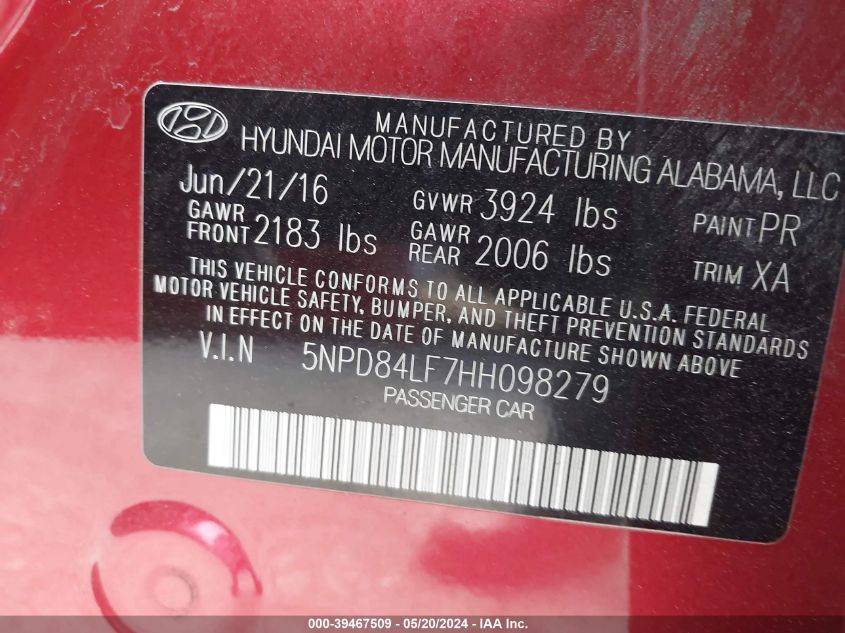 MANUFACTURED BY
HYUNDAI MOTOR MANUFACTURING ALABAMA, LLC
Jun/21/16 GVWR 3924 lbs PAINT PR
GAWR FRONT 2183 lbs GAWR REAR 2006 lbs TRIM XA
THIS VEHICLE CONFORMS TO ALL APPLICABLE U.S.A. FEDERAL
MOTOR VEHICLE SAFETY, BUMPER, AND THEFT PREVENTION STANDARDS
IN EFFECT ON THE DATE OF MANUFACTURE SHOWN ABOVE
V.I.N 5NPD84LF7HH098279
PASSENGER CAR
000-39467509 - 05/20/2024 - IAA Inc.